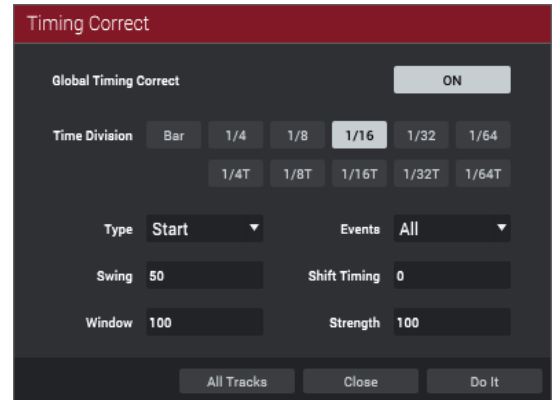 Timing Correct
Global Timing Correct ON
Time Division Bar 1/4 1/8 1/16 1/32 1/64
1/4T 1/8T 1/16T 1/32T 1/64T
Type Start Events All
Swing 50 Shift Timing 0
Window 100 Strength 100
All Tracks Close Do It